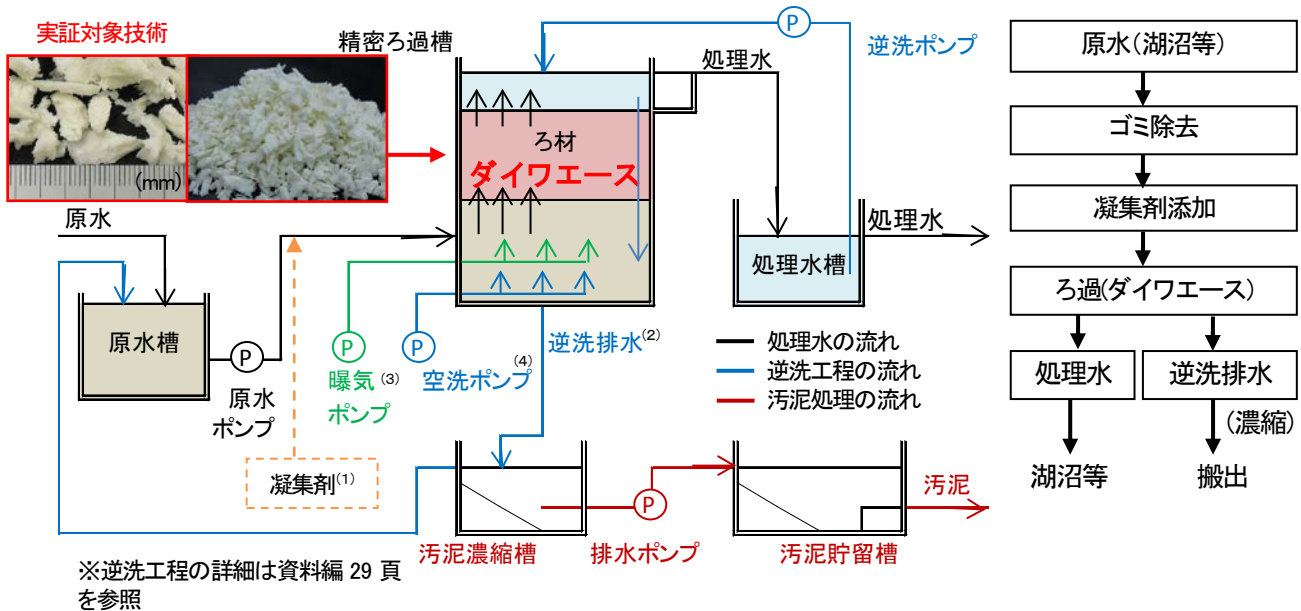 実証対象技術
(mm)
精密ろ過槽
処理水
P
逆洗ポンプ
ろ材
ダイワエース
原水
原水槽
P
原水
ポンプ
凝集剤(1)
P
曝気(3)
ポンプ
P
空洗ポンプ(4)
逆洗排水(2)
処理水槽
処理水
処理水の流れ
逆洗工程の流れ
汚泥処理の流れ
汚泥濃縮槽
P
排水ポンプ
汚泥貯留槽
汚泥
※逆洗工程の詳細は資料編 29 頁
を参照
原水(湖沼等)
ゴミ除去
凝集剤添加
ろ過(ダイワエース)
処理水
逆洗排水
(濃縮)
湖沼等
搬出